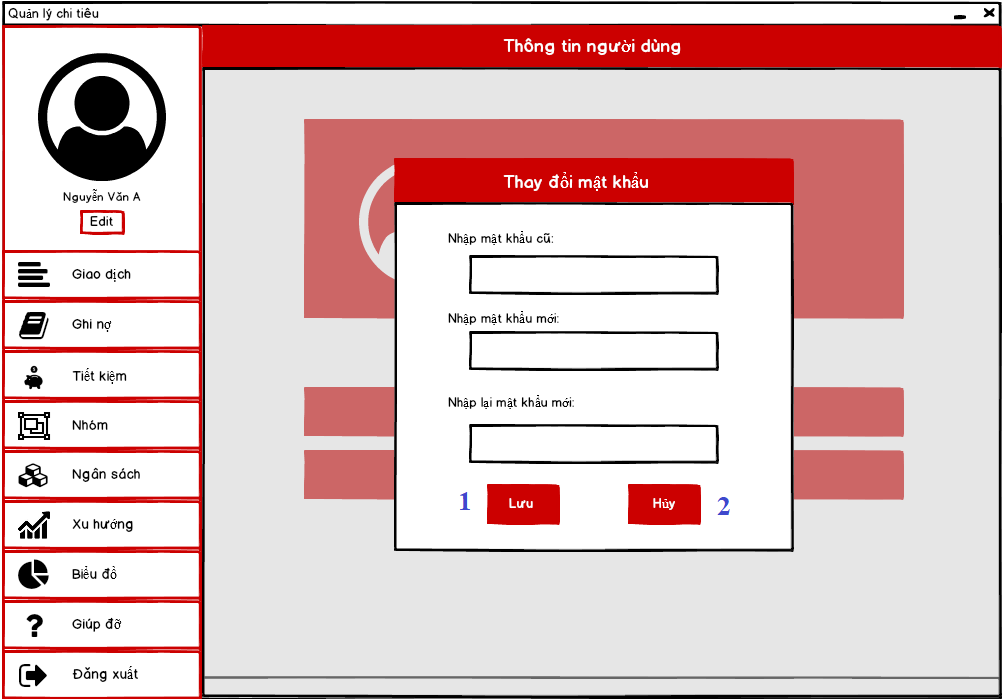 Quản lý chi tiêu
Thông tin người dùng
Nguyễn Văn A
Edit
Giao dịch
Ghi nợ
Tiết kiệm
Nhóm
Ngân sách
Xu hướng
Biểu đồ
Giúp đỡ
Đăng xuất
Thay đổi mật khẩu
Nhập mật khẩu cũ:
Nhập mật khẩu mới:
Nhập lại mật khẩu mới:
1 Lưu Hủy 2